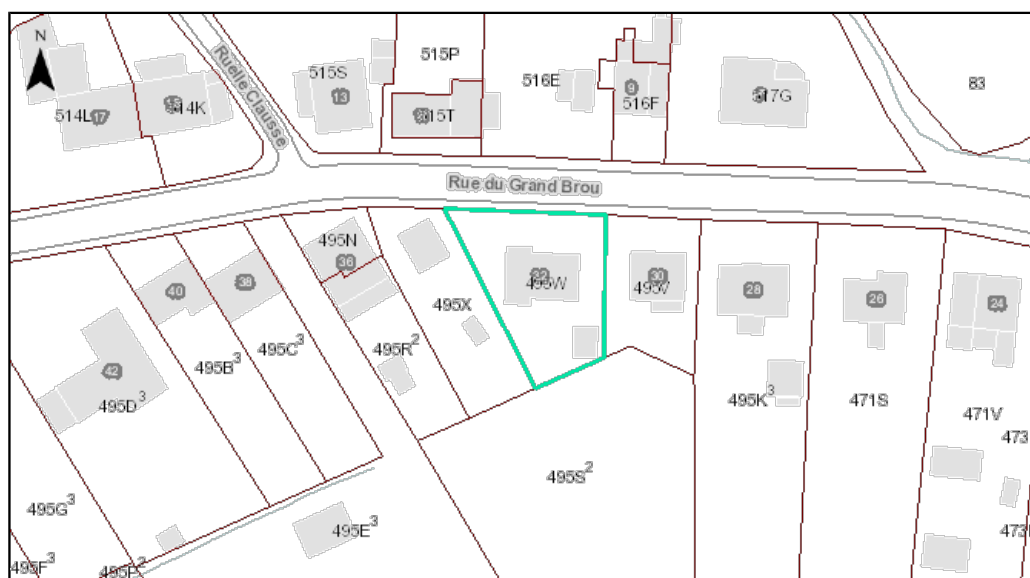 N
515P
83
Ruelle Clausse
515S
13
516E
9
516F
514L
17
514K
515T
517G
Rue du Grand Brou
495N
36
32
495W
30
495V
28
26
24
40
38
495X
495C³
495R²
42
495B³
495D³
495K³
471S
471V
473
495S²
495G³
495E³
473
495F³
495P²